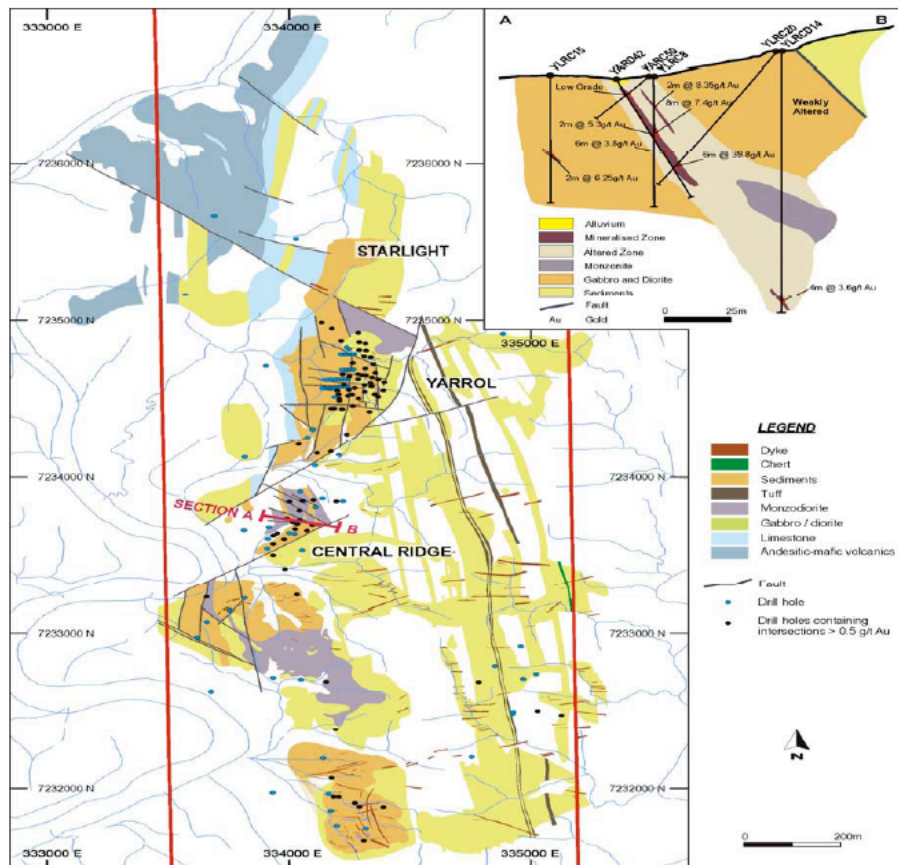 333000 E
334000 E
A
B
YLRC15
YARD42
YARC50
YLRC8
YLRC20
YLRCD14
Low Grade
2m @ 8.35g/t Au
8m @ 7.4g/t Au
2m @ 5.3g/t Au
6m @ 3.8g/t Au
2m @ 6.25g/t Au
Weakly
Altered
4m @ 3.6g/t Au
Alluvium
Mineralised Zone
Altered Zone
Monzonite
Gabbro and Diorite
Sediments
Fault
Au Gold
0 25m
7236000 N
7236000 N
STARLIGHT
7235000 N
7235000 N
335000 E
YARROL
7234000 N
7234000 N
SECTION A
B
CENTRAL RIDGE
7233000 N
7233000 N
7232000 N
7232000 N
333000 E
334000 E
335000 E
LEGEND
Dyke
Chert
Sediments
Tuff
Monzodiorite
Gabbro / diorite
Limestone
Andesitic-mafic volcanics
Fault
Drill hole
Drill holes containing
intersections > 0.5 g/t Au
N
0 200m